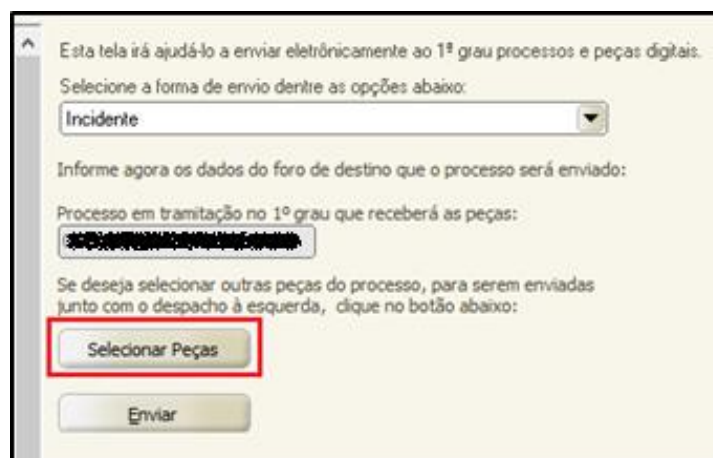 Esta tela irá ajudá-lo a enviar eletrônicamente ao 1º grau processos e peças digitais.
Selecione a forma de envio dentre as opções abaixo:
Incidente
Informe agora os dados do foro de destino que o processo será enviado:
Processo em tramitação no 1º grau que receberá as peças:
Se deseja selecionar outras peças do processo, para serem enviadas
junto com o despacho à esquerda, clique no botão abaixo:
Selecionar Peças
Enviar